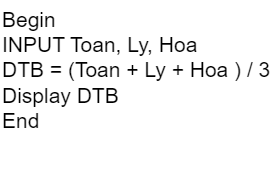 Begin
INPUT Toan, Ly, Hoa
DTB = (Toan + Ly + Hoa ) / 3
Display DTB
End